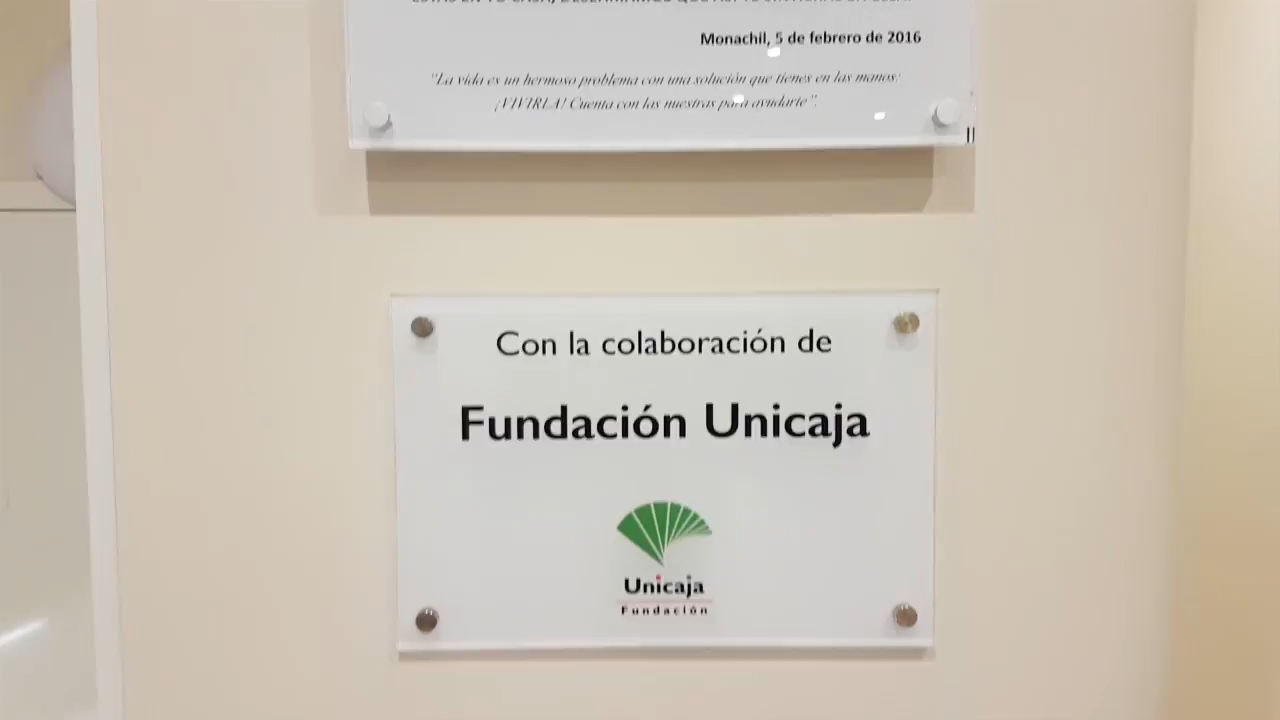 Monachil, 5 de febrero de 2016
"La vida es un hermoso problema con una solución que tienes en las manos:
¡VIVIRLA! Cuenta con las nuestras para ayudarte".
Con la colaboración de
Fundación Unicaja
Unicaja
Fundación